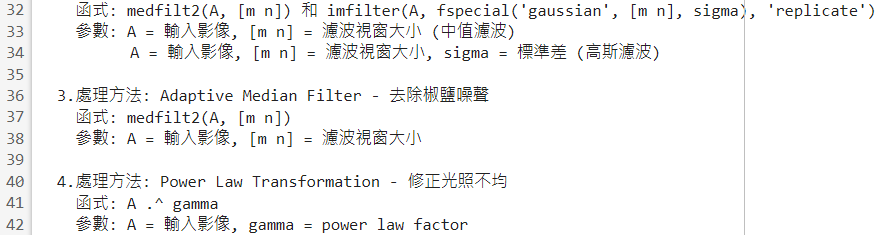 32 函式: medfilt2(A, [m n]) 和 imfilter(A, fspecial('gaussian', [m n], sigma), 'replicate')
33 參數: A = 輸入影像, [m n] = 濾波視窗大小 (中值濾波)
34 A = 輸入影像, [m n] = 濾波視窗大小, sigma = 標準差 (高斯濾波)
35
36 3.處理方法: Adaptive Median Filter - 去除椒鹽噪聲
37 函式: medfilt2(A, [m n])
38 參數: A = 輸入影像, [m n] = 濾波視窗大小
39
40 4.處理方法: Power Law Transformation - 修正光照不均
41 函式: A .^ gamma
42 參數: A = 輸入影像, gamma = power law factor